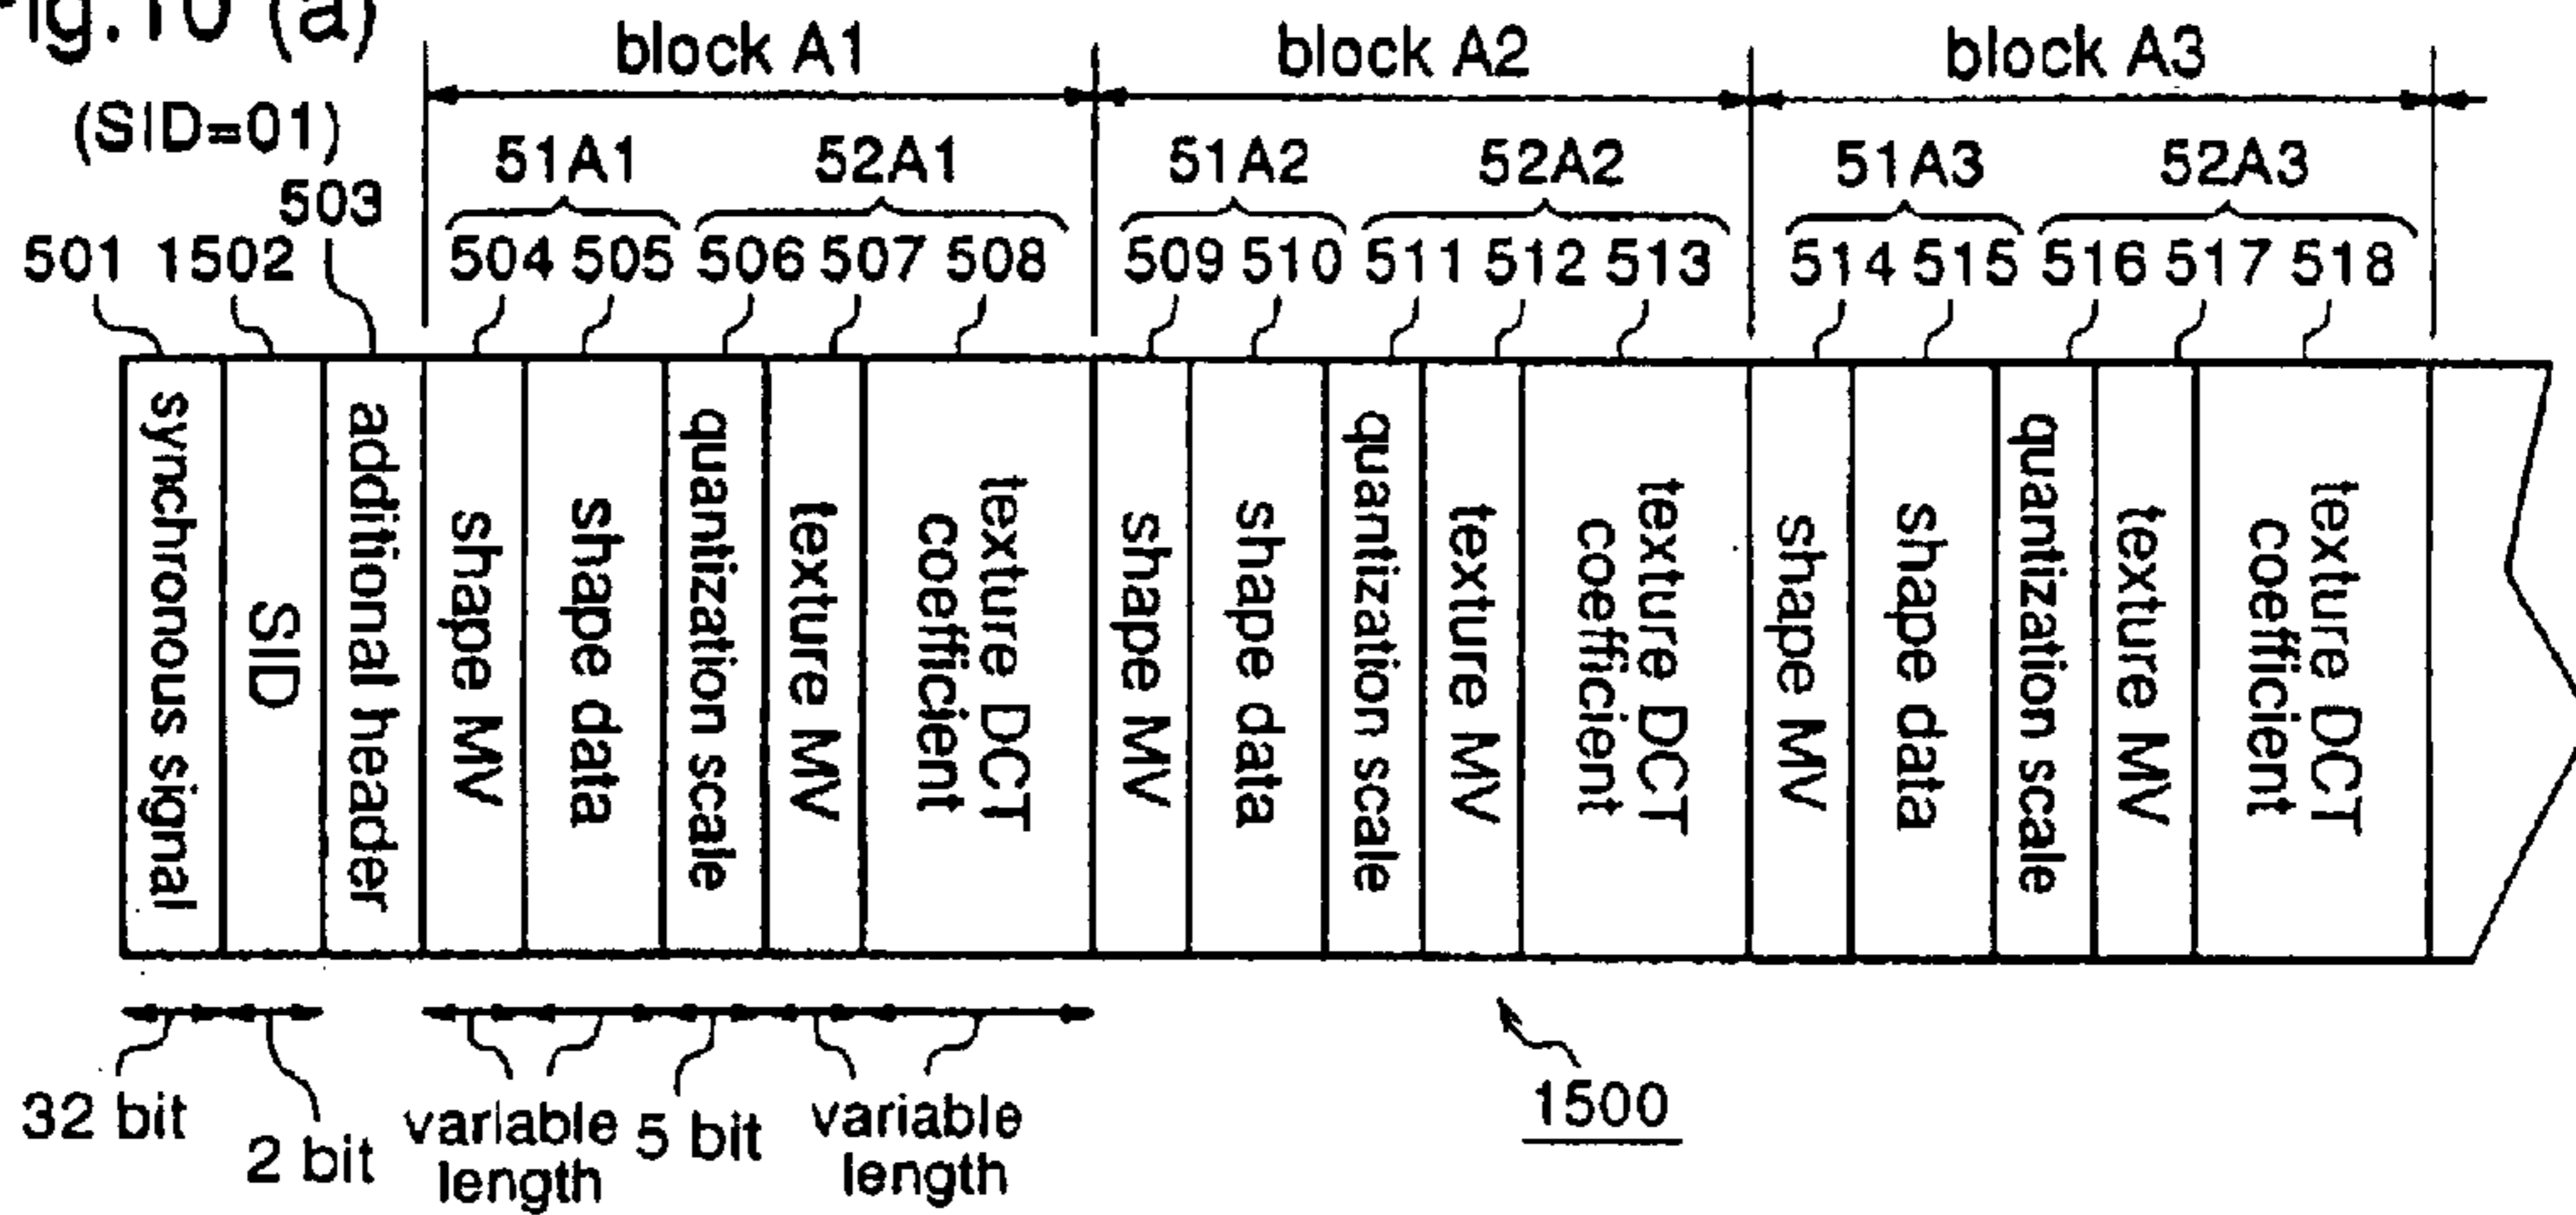 Fig.10 (a)
(SID=01)
block A1
block A2
block A3
51A1
52A1
51A2
52A2
51A3
52A3
501
1502
503
504
505
506
507
508
509
510
511
512
513
514
515
516
517
518
synchronous signal
SID
additional header
shape MV
shape data
quantization scale
texture MV
texture DCT
coefficient
shape MV
shape data
quantization scale
texture MV
texture DCT
coefficient
shape MV
shape data
quantization scale
texture MV
texture DCT
coefficient
32 bit
2 bit
variable
length
5 bit
variable
length
1500